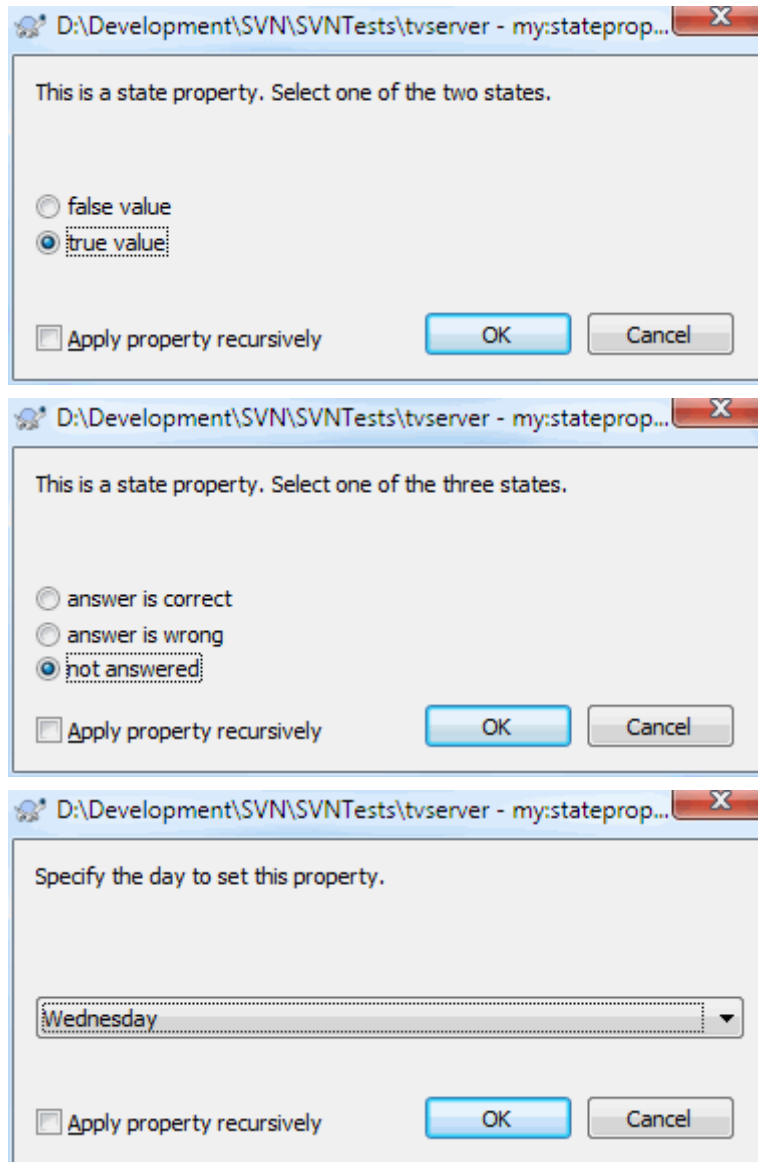 D:\Development\SVN\SVNTests\tvserver - my:stateprop...
This is a state property. Select one of the two states.
false value
true value
Apply property recursively OK Cancel
D:\Development\SVN\SVNTests\tvserver - my:stateprop...
This is a state property. Select one of the three states.
answer is correct
answer is wrong
not answered
Apply property recursively OK Cancel
D:\Development\SVN\SVNTests\tvserver - my:stateprop...
Specify the day to set this property.
Wednesday
Apply property recursively OK Cancel